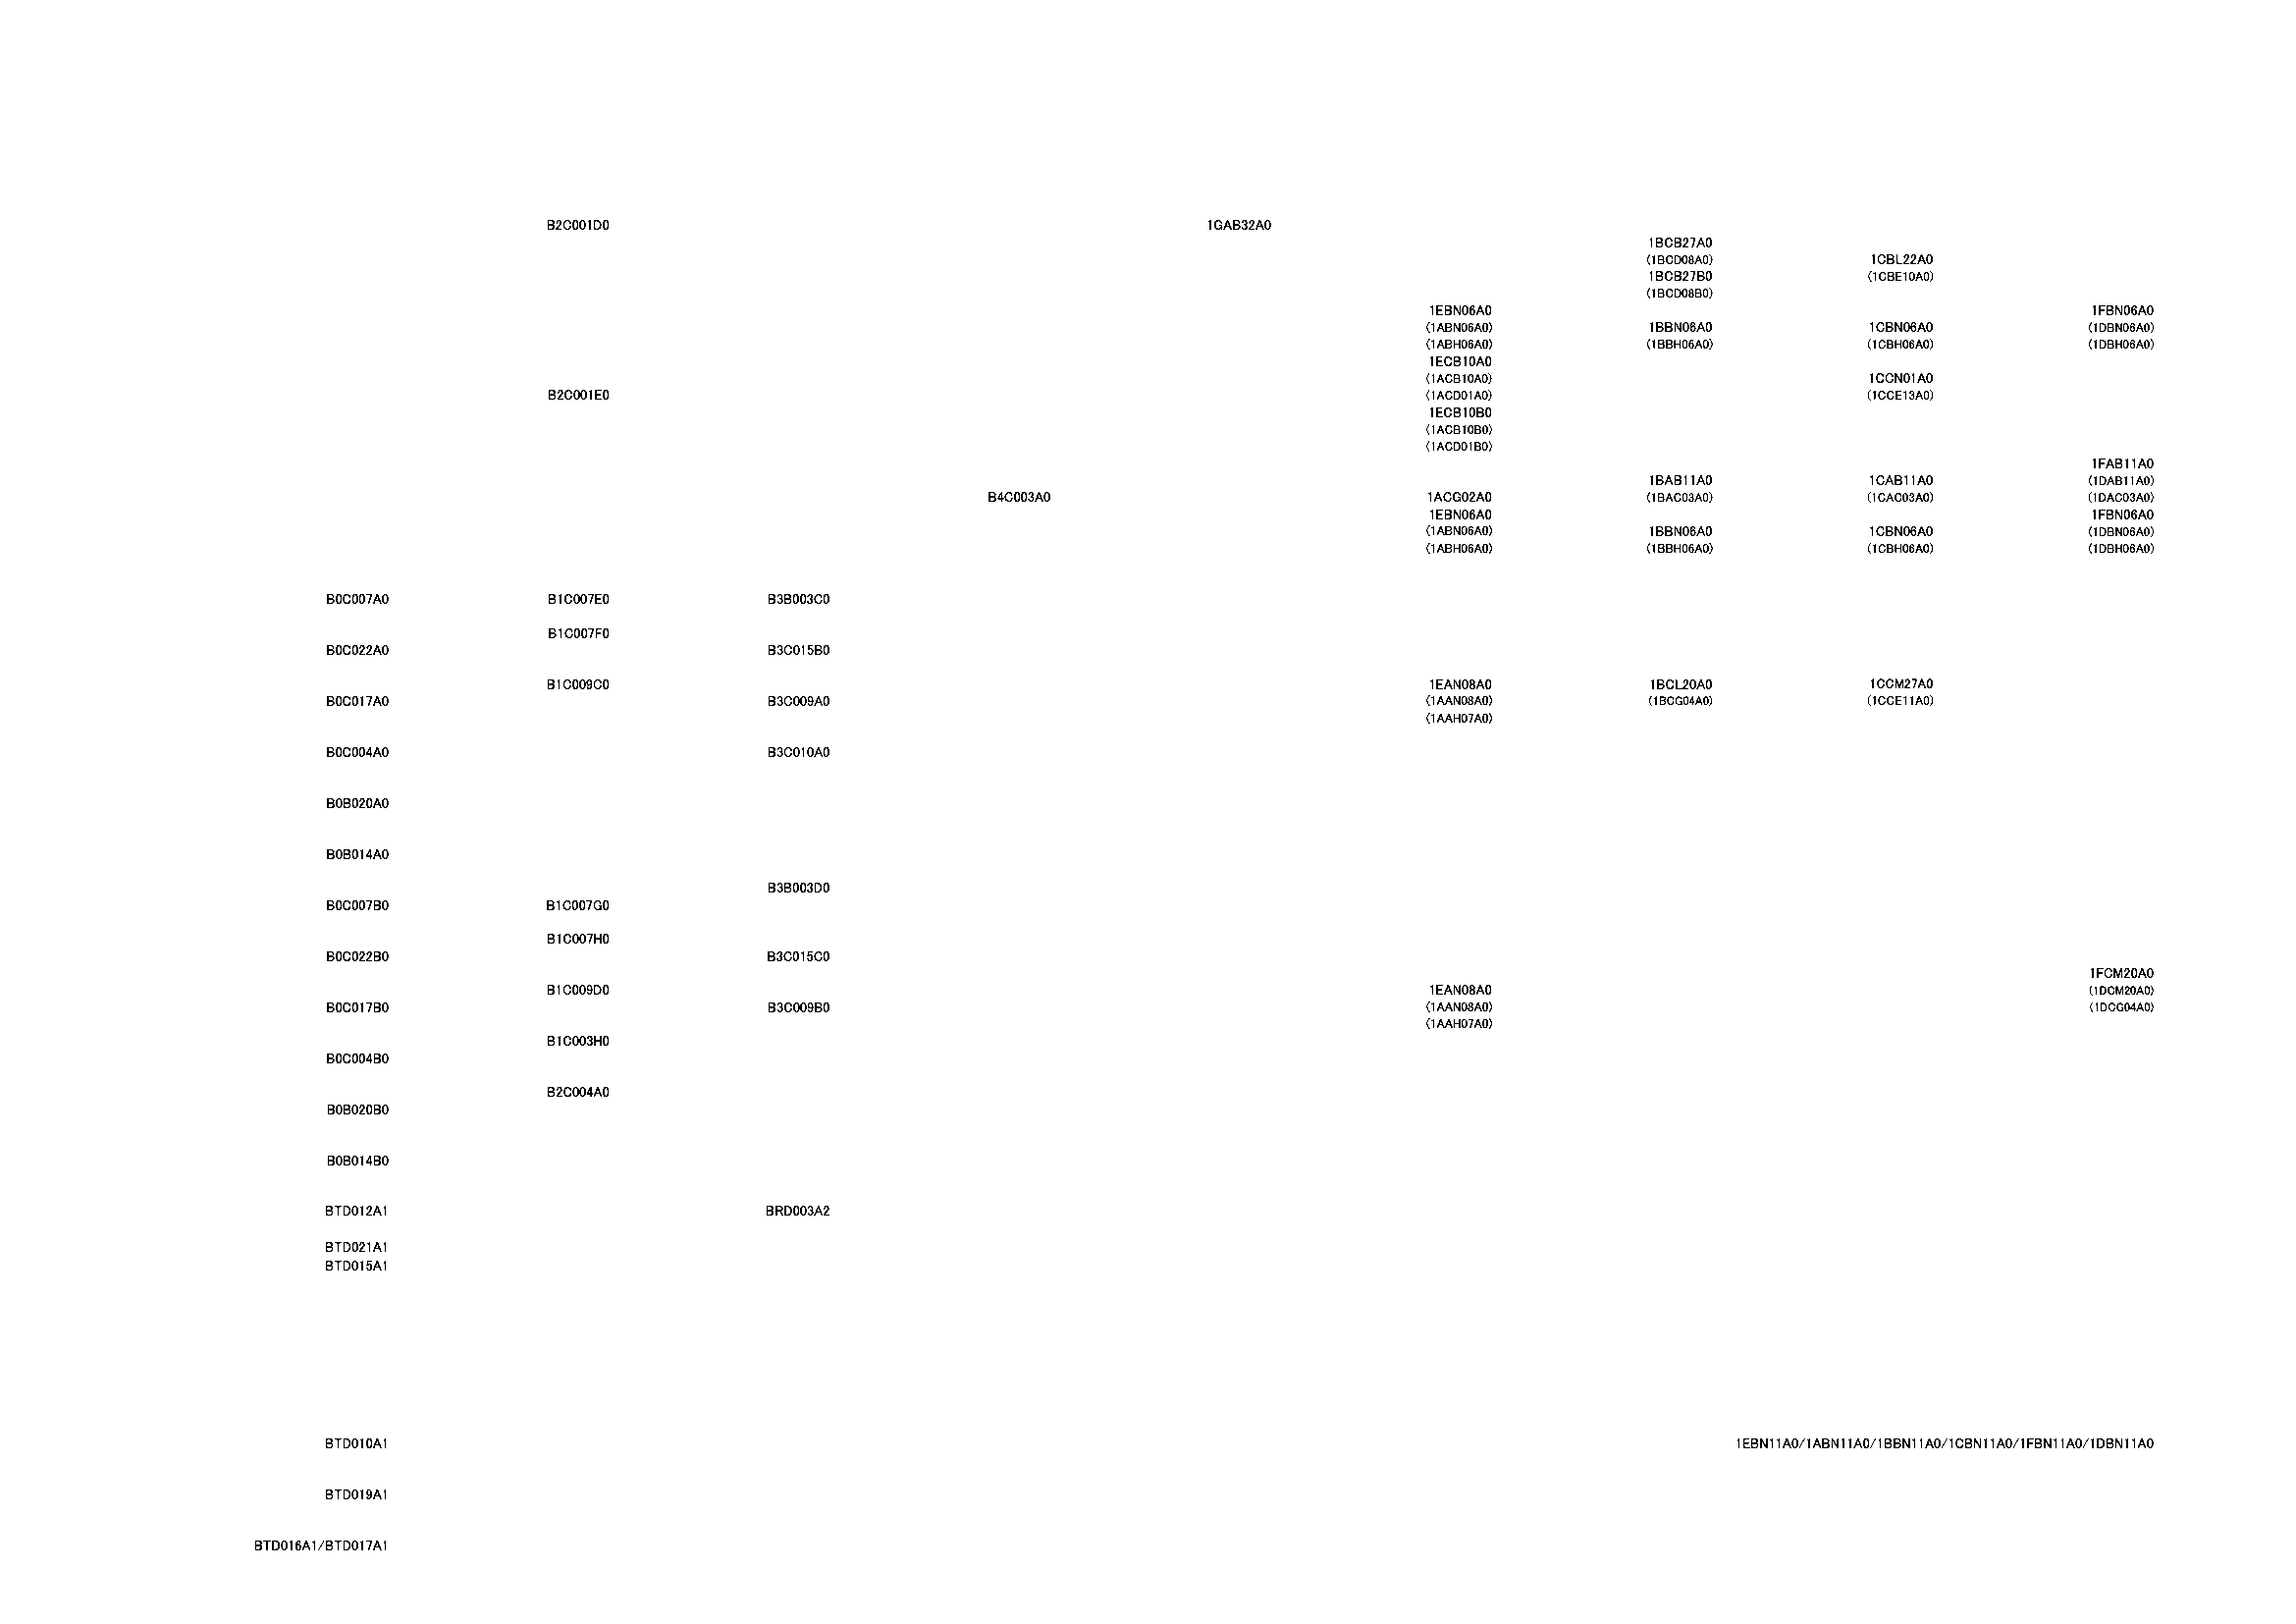 B2C001D0 1GAB32A0
1BCB27A0
(1BCD08A0) 1CBL22A0
1BCB27B0 (1CBE10A0)
(1BCD08B0)
1EBN06A0 1FBN06A0
(1ABN06A0) 1BBN06A0 1CBN06A0 (1DBN06A0)
(1ABH06A0) (1BBH06A0) (1CBH06A0) (1DBH06A0)
1ECB10A0
(1ACB10A0) 1CCN01A0
B2C001E0 (1ACD01A0) (1CCE13A0)
1ECB10B0
(1ACB10B0)
(1ACD01B0)
1FAB11A0
1BAB11A0 1CAB11A0 (1DAB11A0)
B4C003A0 1ACG02A0 (1BAC03A0) (1CAC03A0) (1DAC03A0)
1EBN06A0 1FBN06A0
(1ABN06A0) 1BBN06A0 1CBN06A0 (1DBN06A0)
(1ABH06A0) (1BBH06A0) (1CBH06A0) (1DBH06A0)
B0C007A0 B1C007E0 B3B003C0
B1C007F0
B0C022A0 B3C015B0
B1C009C0 1EAN08A0 1BCL20A0 1CCM27A0
B0C017A0 B3C009A0 (1AAN08A0) (1BCG04A0) (1CCE11A0)
(1AAH07A0)
B0C004A0 B3C010A0
B0B020A0
B0B014A0
B3B003D0
B0C007B0 B1C007G0
B1C007H0
B0C022B0 B3C015C0
1FCM20A0
B1C009D0 1EAN08A0 (1DCM20A0)
B0C017B0 B3C009B0 (1AAN08A0) (1DCG04A0)
(1AAH07A0)
B1C003H0
B0C004B0
B2C004A0
B0B020B0
B0B014B0
BTD012A1 BRD003A2
BTD021A1
BTD015A1
BTD010A1 1EBN11A0/1ABN11A0/1BBN11A0/1CBN11A0/1FBN11A0/1DBN11A0
BTD019A1
BTD016A1/BTD017A1